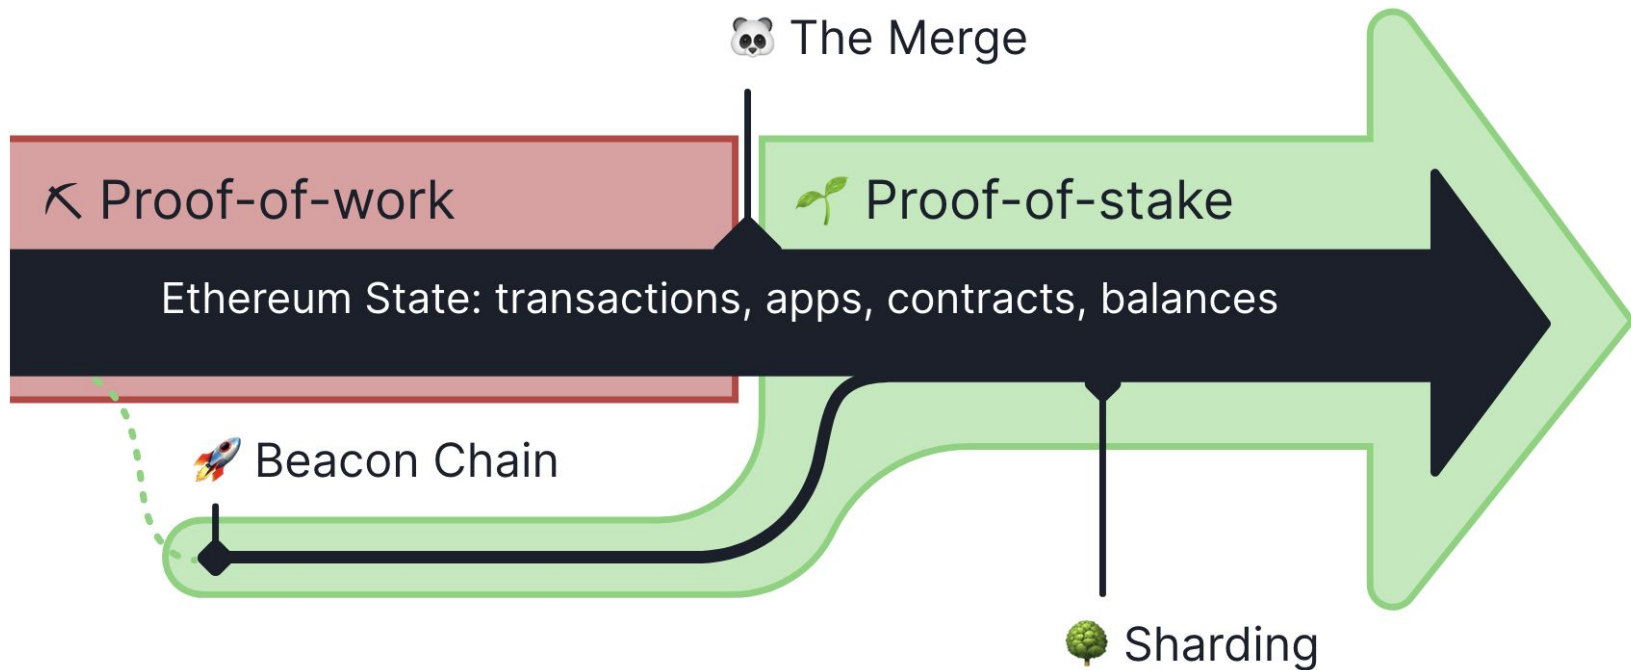 🐼 The Merge
⛏ Proof-of-work
🌱 Proof-of-stake
Ethereum State: transactions, apps, contracts, balances
🚀 Beacon Chain
🌳 Sharding